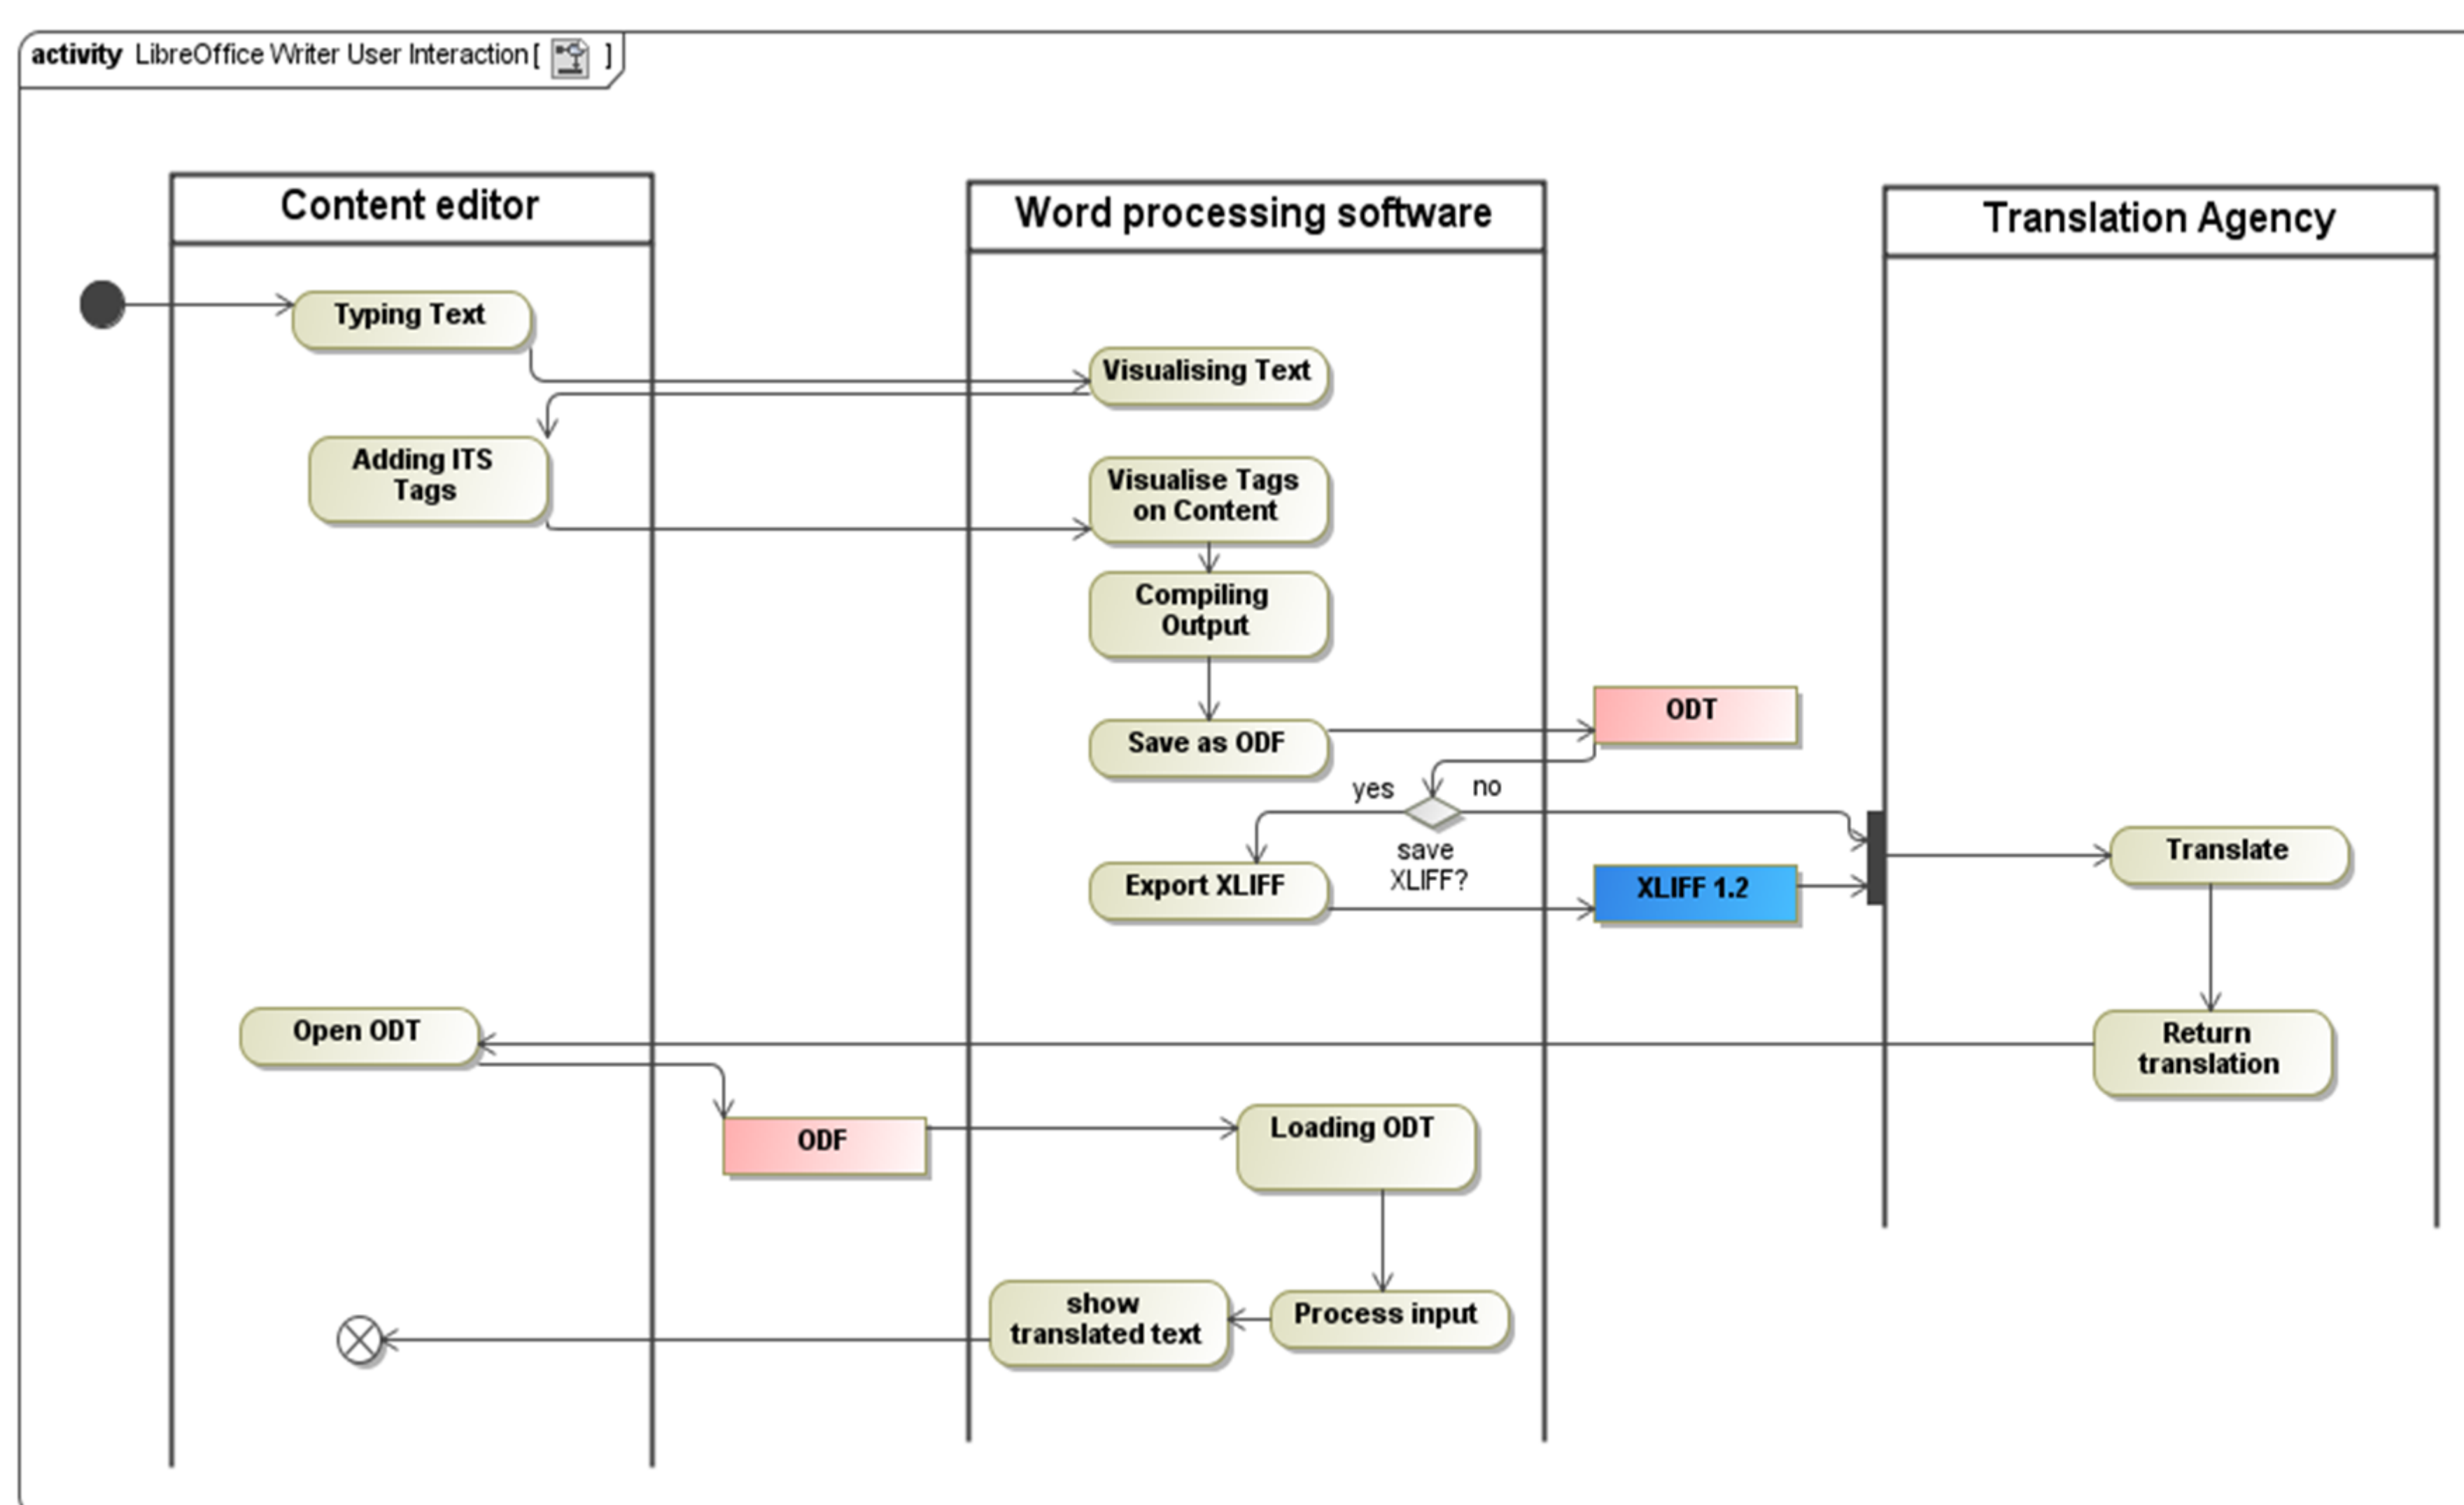 activity LibreOffice Writer User Interaction [ ]
Content editor
Word processing software
Translation Agency
Typing Text
Visualising Text
Adding ITS
Tags
Visualise Tags
on Content
Compiling
Output
Save as ODF
ODT
yes
no
save
XLIFF?
Export XLIFF
XLIFF 1.2
Translate
Return
translation
Open ODT
ODF
Loading ODT
Process input
show
translated text